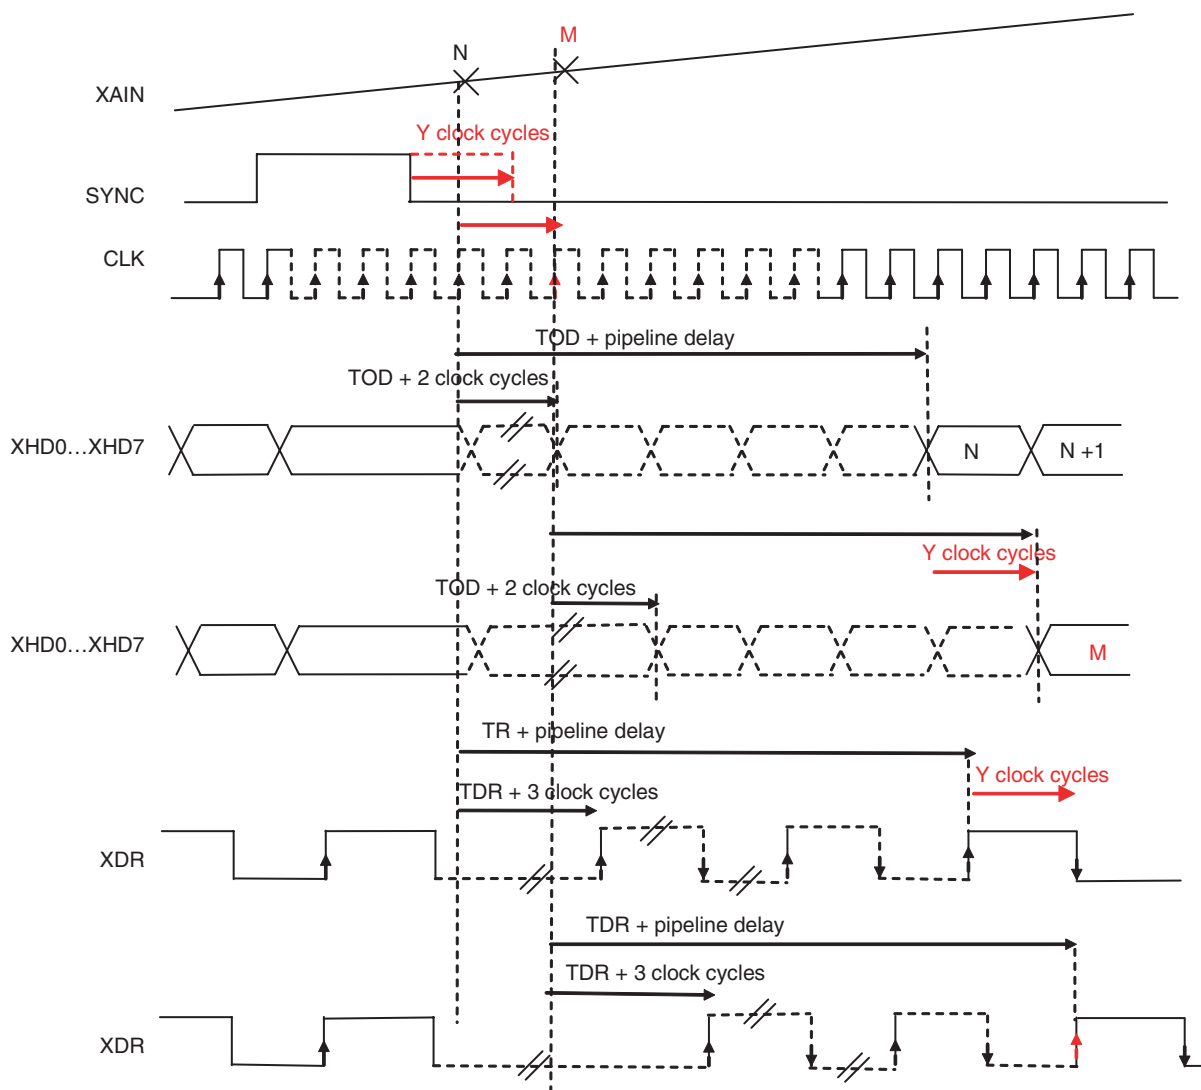 M
N
XAIN
Y clock cycles
SYNC
CLK
TOD + pipeline delay
TOD + 2 clock cycles
XHD0...XHD7
N
N +1
Y clock cycles
TOD + 2 clock cycles
XHD0...XHD7
M
TR + pipeline delay
Y clock cycles
TDR + 3 clock cycles
XDR
TDR + pipeline delay
TDR + 3 clock cycles
XDR